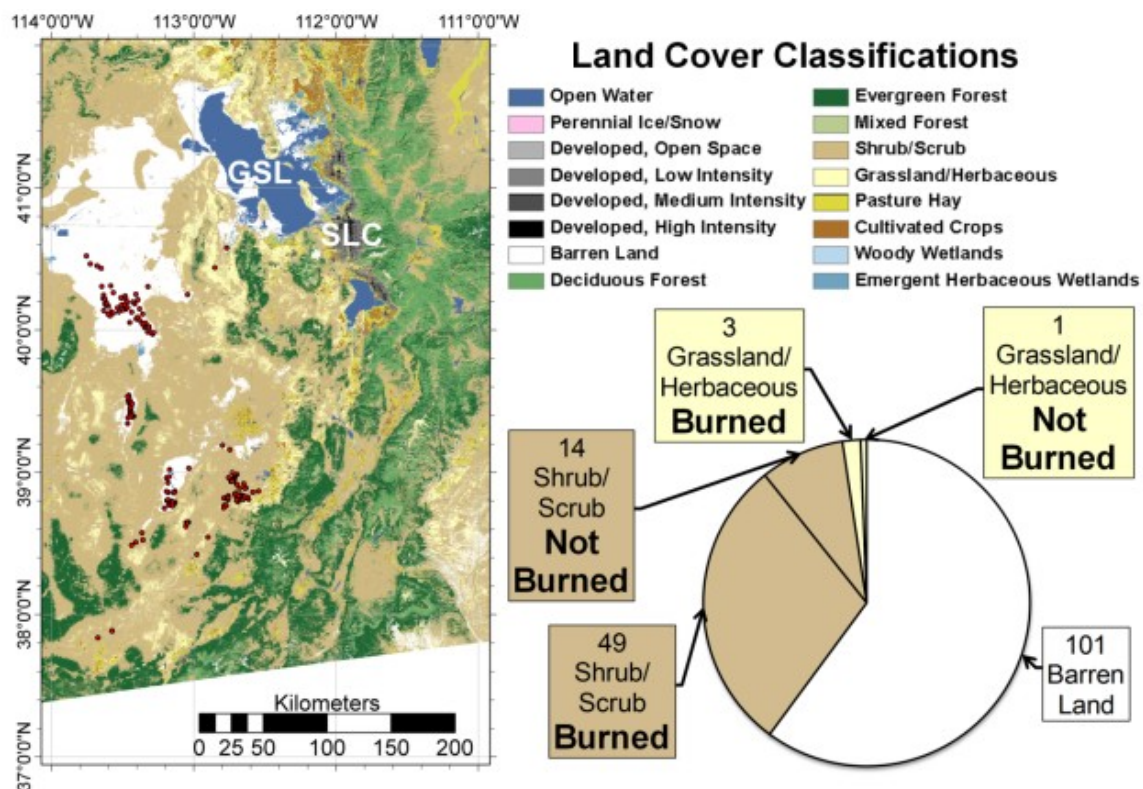 114°0'0"W 113°0'0"W 112°0'0"W 111°0'0"W
41°0'0"N
40°0'0"N
39°0'0"N
38°0'0"N
37°0'0"N
GSL
SLC
Kilometers
0 25 50 100 150 200
Land Cover Classifications
Open Water
Perennial Ice/Snow
Developed, Open Space
Developed, Low Intensity
Developed, Medium Intensity
Developed, High Intensity
Barren Land
Deciduous Forest
Evergreen Forest
Mixed Forest
Shrub/Scrub
Grassland/Herbaceous
Pasture Hay
Cultivated Crops
Woody Wetlands
Emergent Herbaceous Wetlands
3
Grassland/
Herbaceous
Burned
1
Grassland/
Herbaceous
Not
Burned
14
Shrub/
Scrub
Not
Burned
49
Shrub/
Scrub
Burned
101
Barren
Land